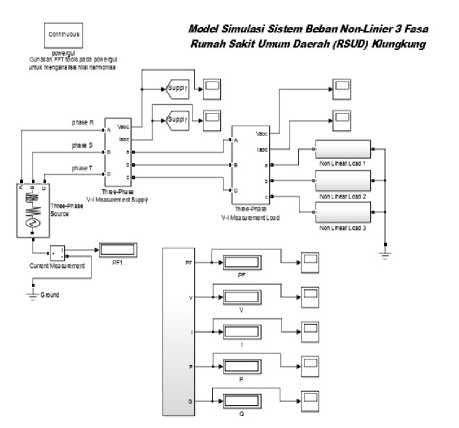 Model Simulasi Sistem Beban Non-Linier 3 Fasa
Rumah Sakit Umum Daerah (RSUD) Klungkung
Continuous
powergui
Gunakan FFT tools pada powergui
untuk menganalisa nilai harmonisa
Supply
Supply
phase R
phase S
phase T
A
B
C
Vabc
Iabc
a
b
c
Three-Phase
V-I Measurement Supply
A
B
C
Vabc
Iabc
a
b
c
Three-Phase
V-I Measurement Load
Non Linear Load 1
Non Linear Load 2
Non Linear Load 3
A
B
C
Three-Phase
Source
Current Measurement
PF1
Ground
PF
PF
V
V
I
I
P
P
Q
Q